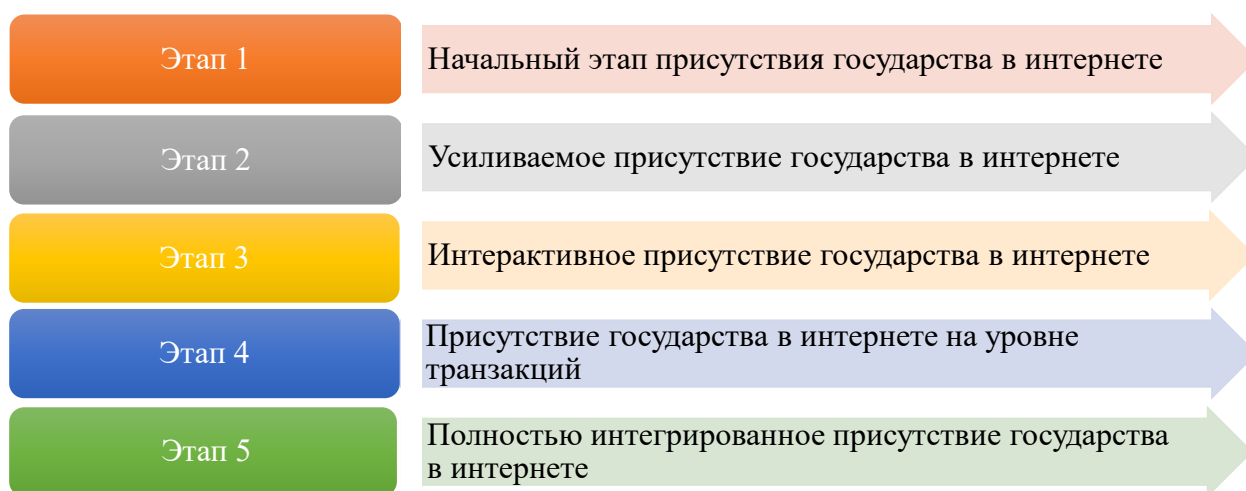 Этап 1
Начальный этап присутствия государства в интернете
Этап 2
Усиливаемое присутствие государства в интернете
Этап 3
Интерактивное присутствие государства в интернете
Этап 4
Присутствие государства в интернете на уровне
транзакций
Этап 5
Полностью интегрированное присутствие государства
в интернете